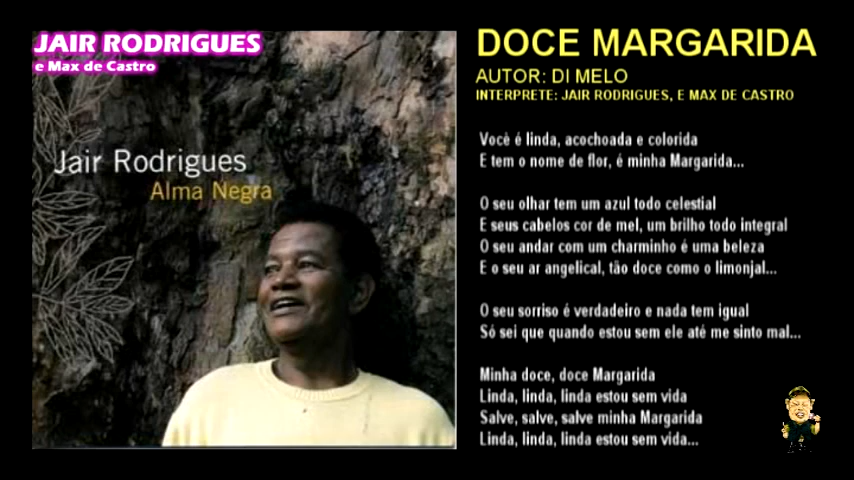 JAIR RODRIGUES
e Max de Castro
Jair Rodrigues
Alma Negra
DOCE MARGARIDA
AUTOR: DI MELO
INTERPRETE: JAIR RODRIGUES, E MAX DE CASTRO
Você é linda, acochoada e colorida
E tem o nome de flor, é minha Margarida...
O seu olhar tem um azul todo celestial
E seus cabelos cor de mel, um brilho todo integral
O seu andar com um charminho é uma beleza
E o seu ar angelical, tão doce como o limonjal...
O seu sorriso é verdadeiro e nada tem igual
Só sei que quando estou sem ele até me sinto mal...
Minha doce, doce Margarida
Linda, linda, linda estou sem vida
Salve, salve, salve minha Margarida
Linda, linda, linda estou sem vida...